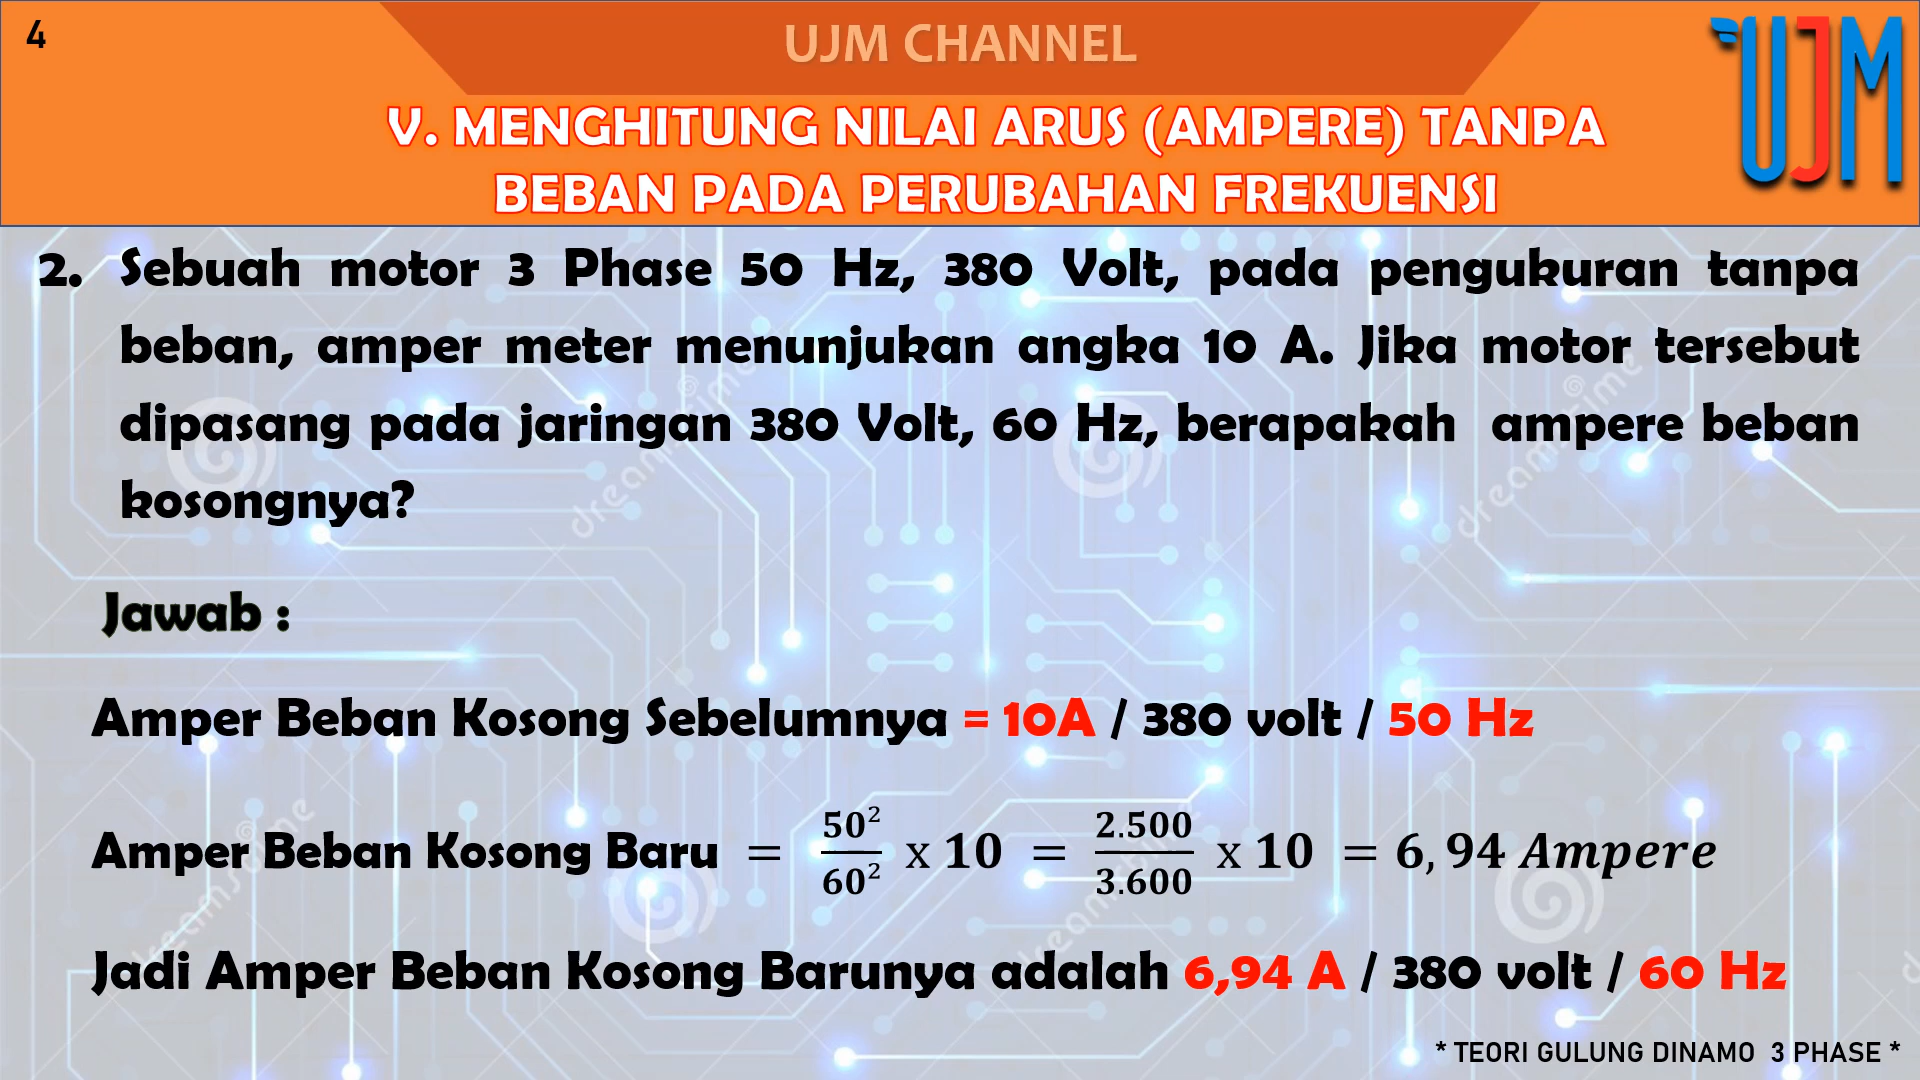 4
UJM CHANNEL
UJM
V. MENGHITUNG NILAI ARUS (AMPERE) TANPA
BEBAN PADA PERUBAHAN FREKUENSI
2. Sebuah motor 3 Phase 50 Hz, 380 Volt, pada pengukuran tanpa
beban, amper meter menunjukan angka 10 A. Jika motor tersebut
dipasang pada jaringan 380 Volt, 60 Hz, berapakah ampere beban
kosongnya?
Jawab :
Amper Beban Kosong Sebelumnya = 10A / 380 volt / 50 Hz
Amper Beban Kosong Baru = 50²/60² x 10 = 2.500/3.600 x 10 = 6,94 Ampere
Jadi Amper Beban Kosong Barunya adalah 6,94 A / 380 volt / 60 Hz
* TEORI GULUNG DINAMO 3 PHASE *
dreamstime
dreamstime
dreamstime
dreamstime